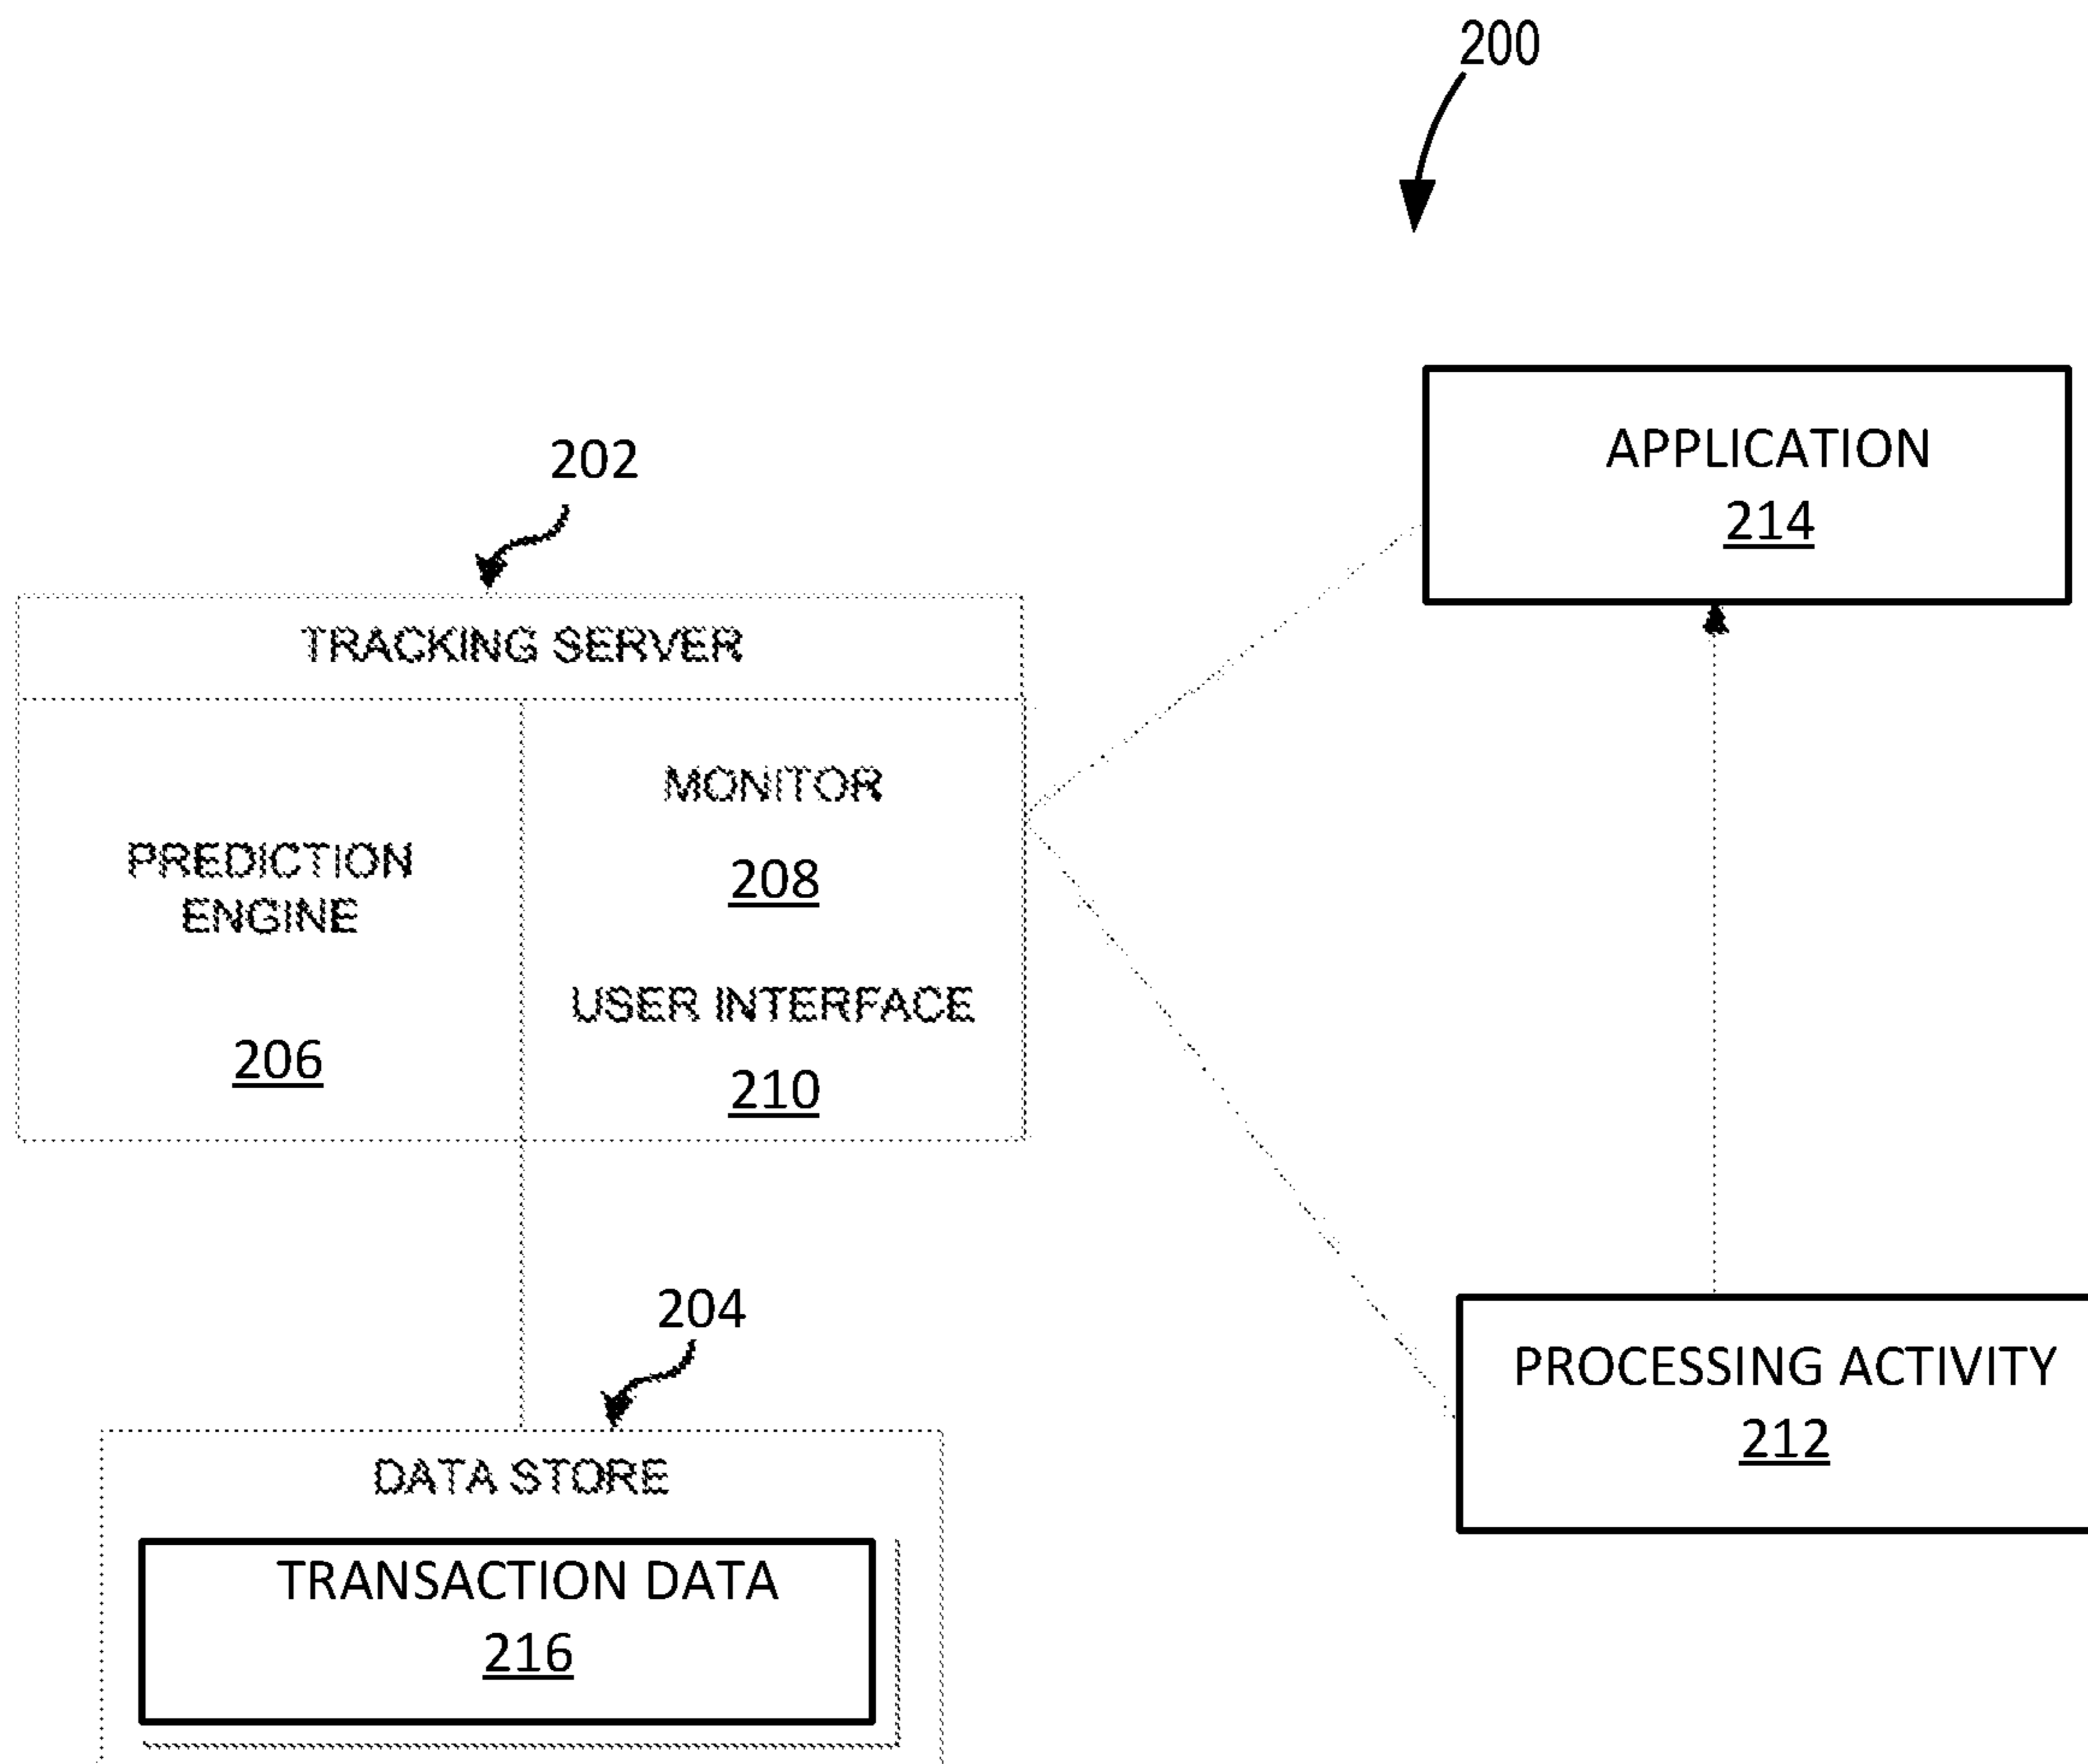 200
APPLICATION
214
202
TRACKING SERVER
PREDICTION
ENGINE
206
MONITOR
208
USER INTERFACE
210
204
DATA STORE
TRANSACTION DATA
216
PROCESSING ACTIVITY
212